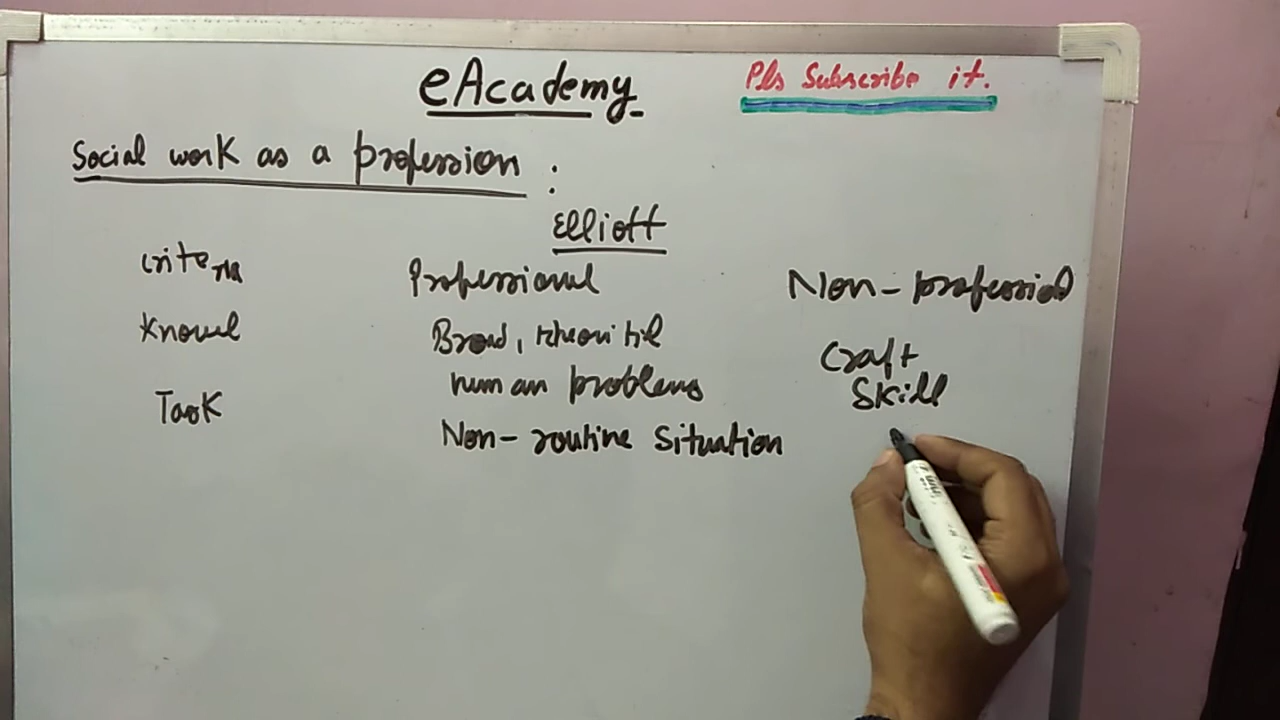 eAcademy
Pls Subscribe it.
Social work as a profession :
Elliott
Criteria
Professional
Non-professional
Knowl
Broad,
Craft
human problems
Skill
Task
Non-routine situation